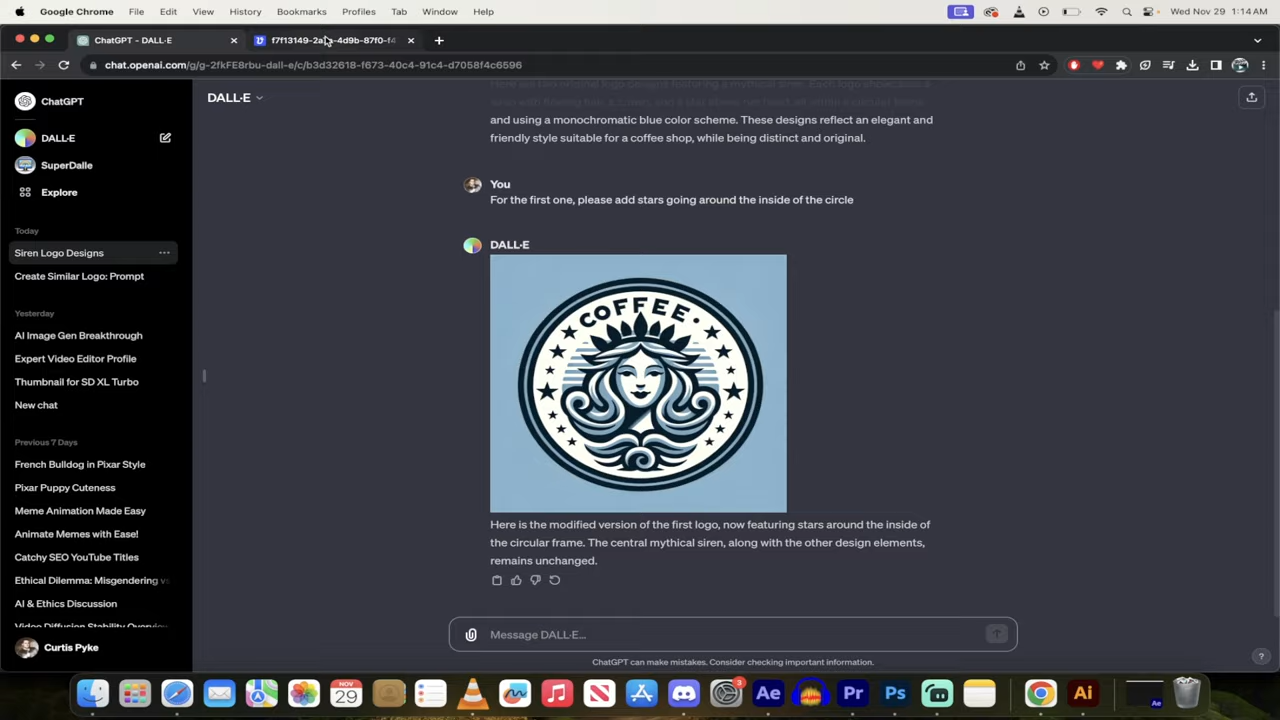 Google Chrome File Edit View History Bookmarks Profiles Tab Window Help Wed Nov 29 1:14 AM
ChatGPT - DALL·E
chat.openai.com/g/g-2fkFE8rbu-dall-e/c/b3d32618-f673-40c4-91c4-d7058f4c6596
ChatGPT
DALL·E
SuperDalle
Explore
Today
Siren Logo Designs
Create Similar Logo: Prompt
Yesterday
AI Image Gen Breakthrough
Expert Video Editor Profile
Thumbnail for SD XL Turbo
New chat
Previous 7 Days
French Bulldog in Pixar Style
Pixar Puppy Cuteness
Meme Animation Made Easy
Animate Memes with Ease!
Catchy SEO YouTube Titles
Ethical Dilemma: Misgendering vs
AI & Ethics Discussion
Curtis Pyke
DALL·E
and using a monochromatic blue color scheme. These designs reflect an elegant and
friendly style suitable for a coffee shop, while being distinct and original.
You
For the first one, please add stars going around the inside of the circle
DALL·E
COFFEE
Here is the modified version of the first logo, now featuring stars around the inside of
the circular frame. The central mythical siren, along with the other design elements,
remains unchanged.
Message DALL·E...
ChatGPT can make mistakes. Consider checking important information.
?
NOV
29
3
Ae
Pr
Ps
Ai
Ae